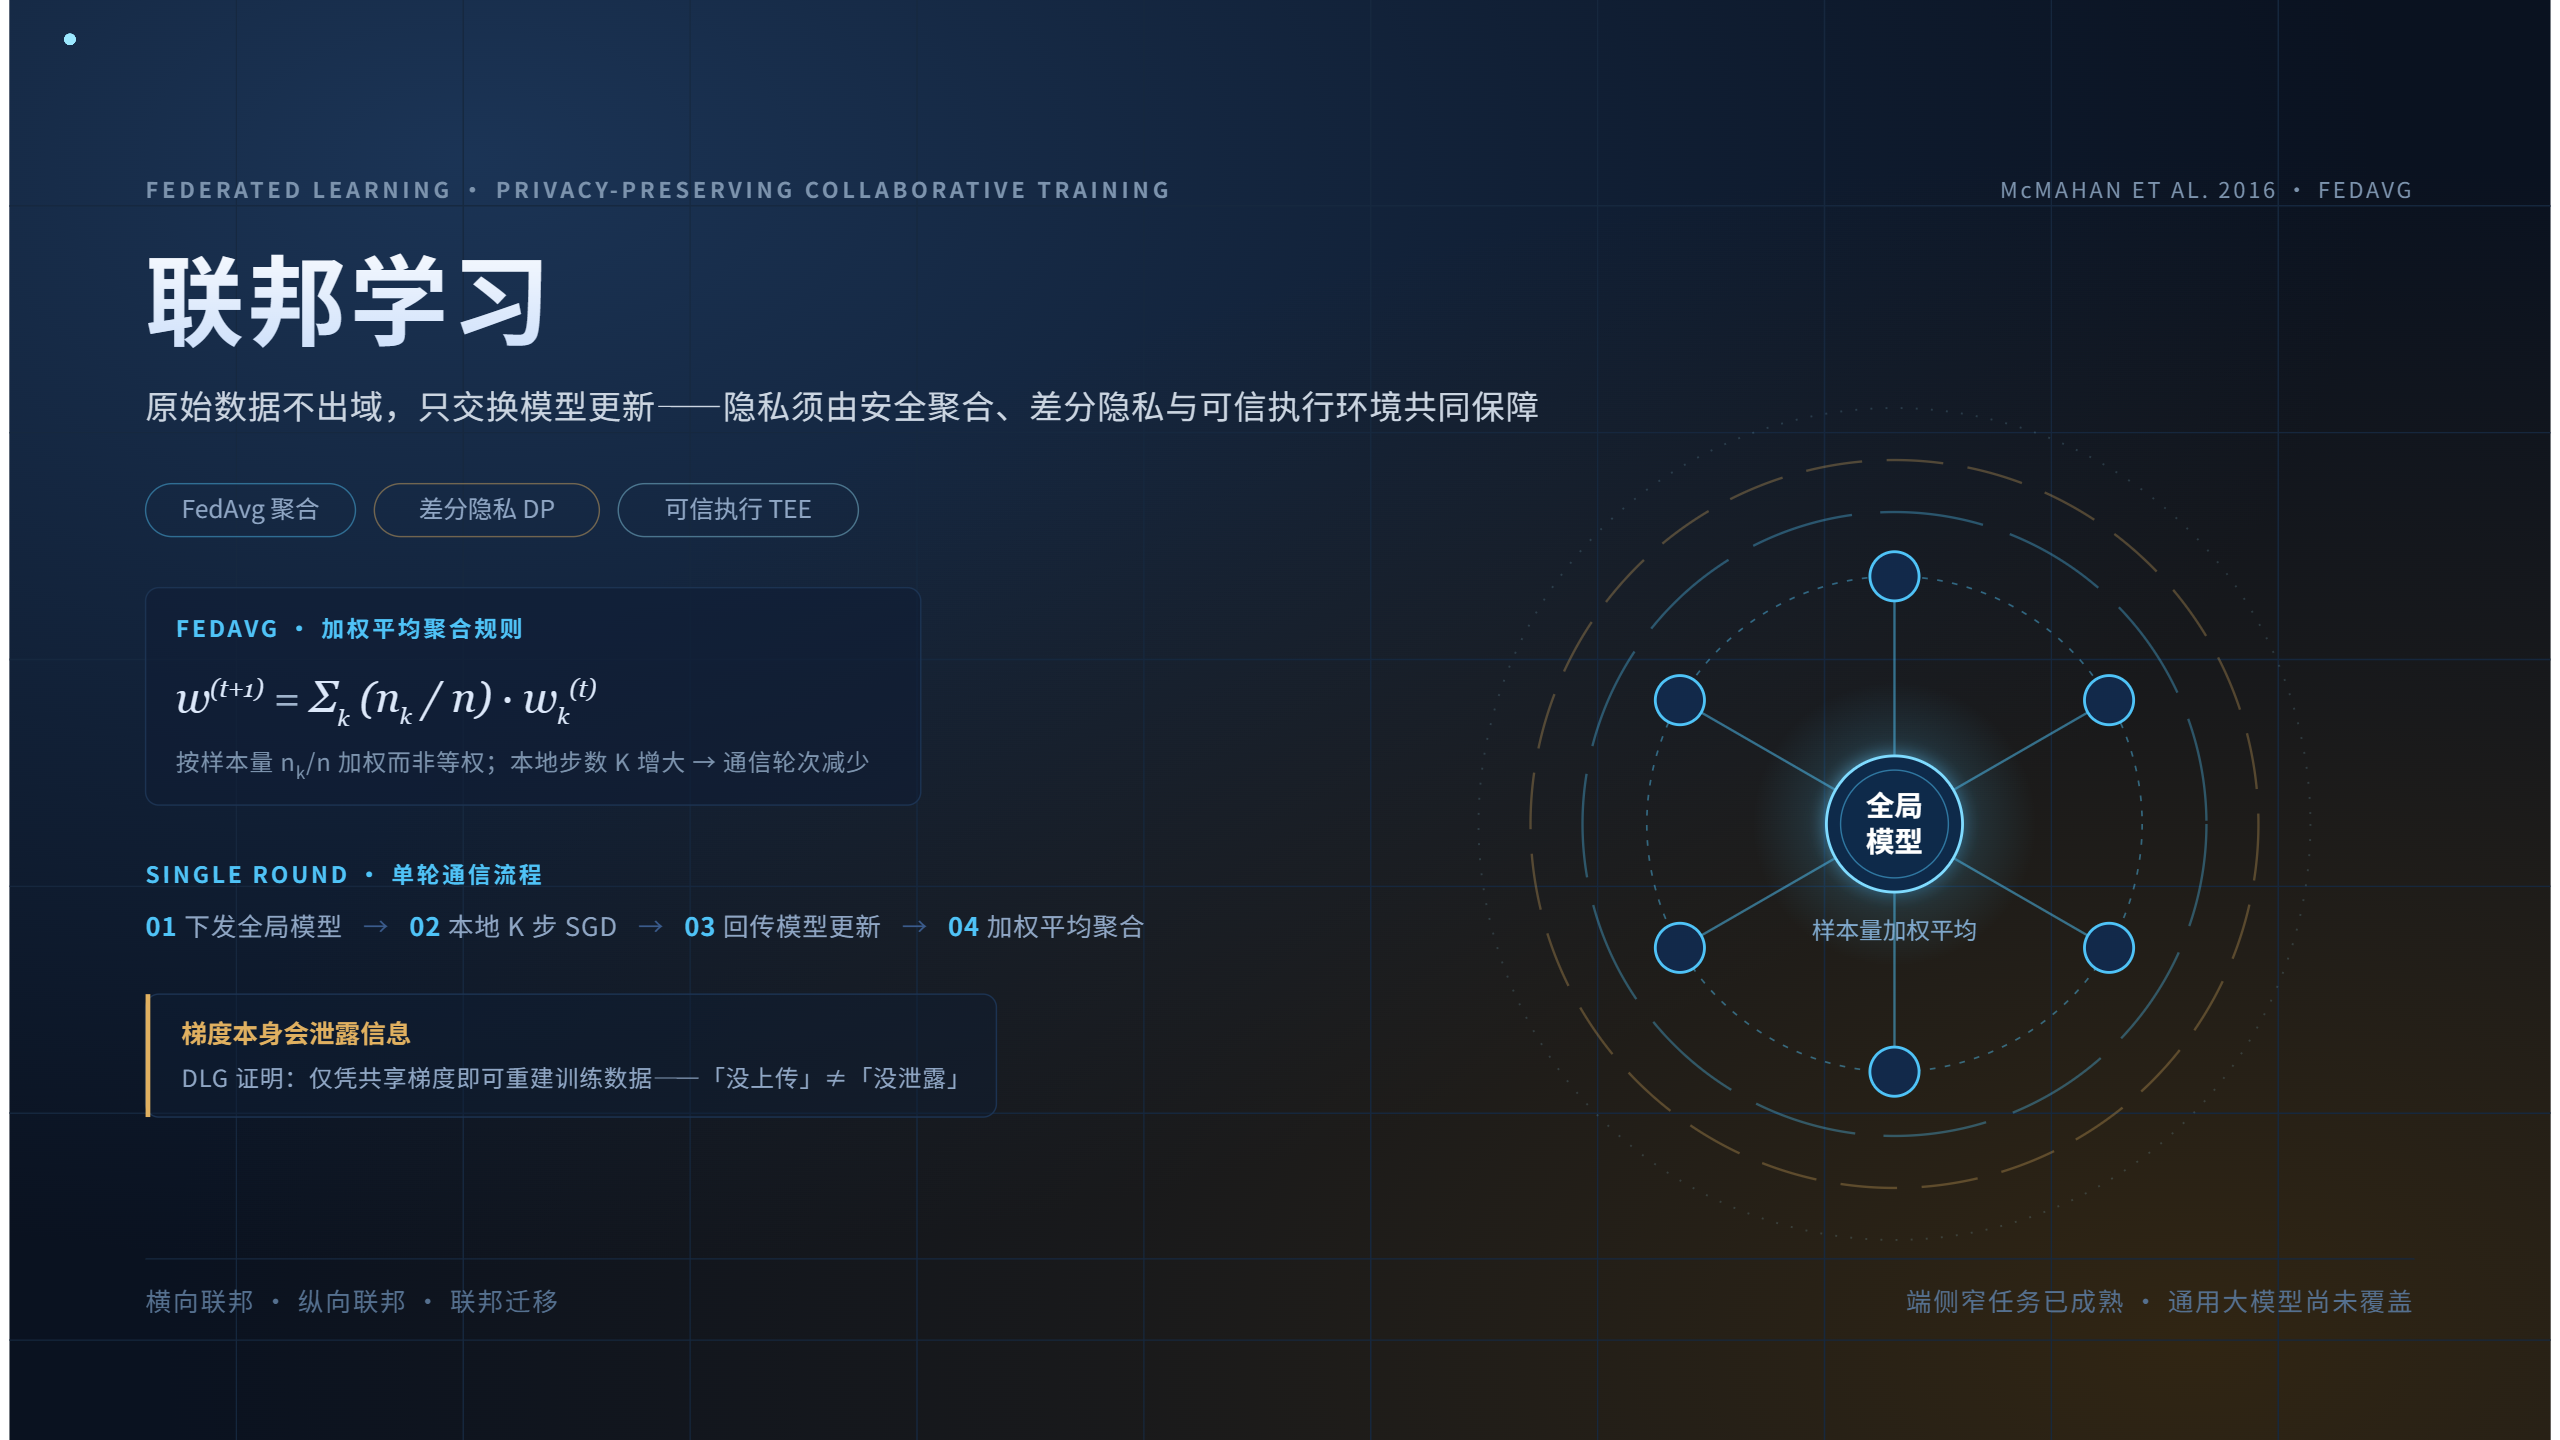 FEDERATED LEARNING · PRIVACY-PRESERVING COLLABORATIVE TRAINING
McMAHAN ET AL. 2016 · FEDAVG
联邦学习
原始数据不出域，只交换模型更新——隐私须由安全聚合、差分隐私与可信执行环境共同保障
FedAvg 聚合
差分隐私 DP
可信执行 TEE
FEDAVG · 加权平均聚合规则
w^(t+1) = Σ_k (n_k / n) · w_k^(t)
按样本量 n_k/n 加权而非等权；本地步数 K 增大 → 通信轮次减少
SINGLE ROUND · 单轮通信流程
01 下发全局模型 → 02 本地 K 步 SGD → 03 回传模型更新 → 04 加权平均聚合
梯度本身会泄露信息
DLG 证明：仅凭共享梯度即可重建训练数据——「没上传」≠「没泄露」
全局
模型
样本量加权平均
横向联邦 · 纵向联邦 · 联邦迁移
端侧窄任务已成熟 · 通用大模型尚未覆盖